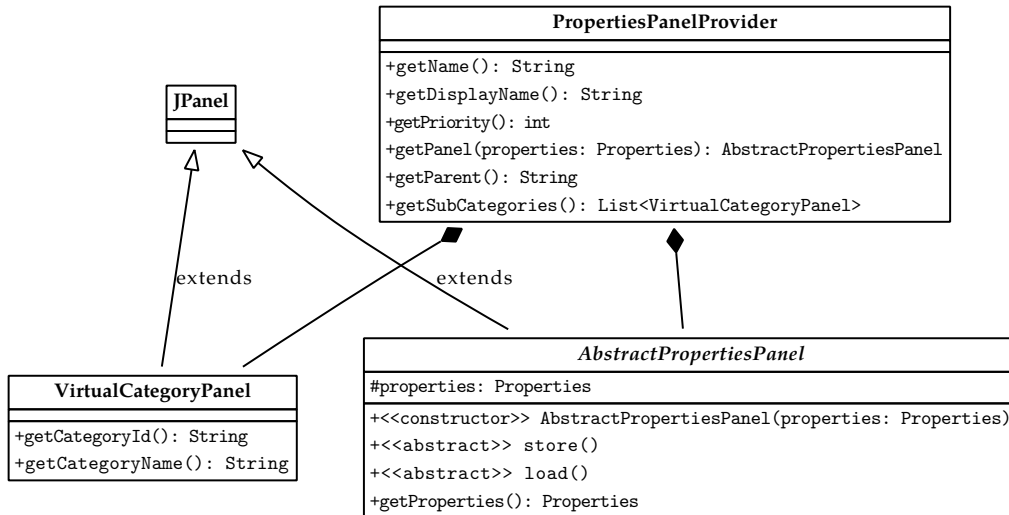 PropertiesPanelProvider
+getName(): String
+getDisplayName(): String
+getPriority(): int
+getPanel(properties: Properties): AbstractPropertiesPanel
+getParent(): String
+getSubCategories(): List<VirtualCategoryPanel>
JPanel
extends
extends
VirtualCategoryPanel
+getCategoryId(): String
+getCategoryName(): String
AbstractPropertiesPanel
#properties: Properties
+<<constructor>> AbstractPropertiesPanel(properties: Properties)
+<<abstract>> store()
+<<abstract>> load()
+getProperties(): Properties